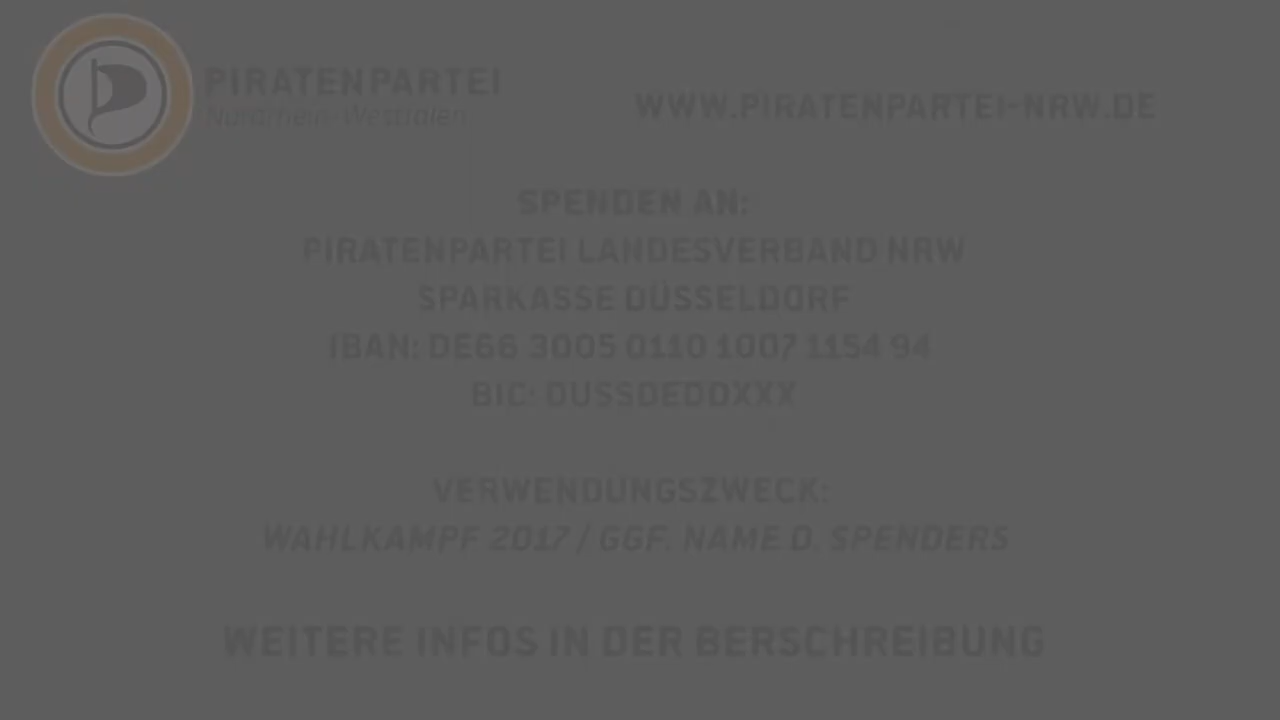 PIRATENPARTEI
Nordrhein-Westfalen
WWW.PIRATENPARTEI-NRW.DE
SPENDEN AN:
PIRATENPARTEI LANDESVERBAND NRW
SPARKASSE DÜSSELDORF
IBAN: DE66 3005 0110 1007 1154 94
BIC: DUSSDEDDXXX
VERWENDUNGSZWECK:
WAHLKAMPF 2017 / GGF. NAME D. SPENDERS
WEITERE INFOS IN DER BERSCHREIBUNG